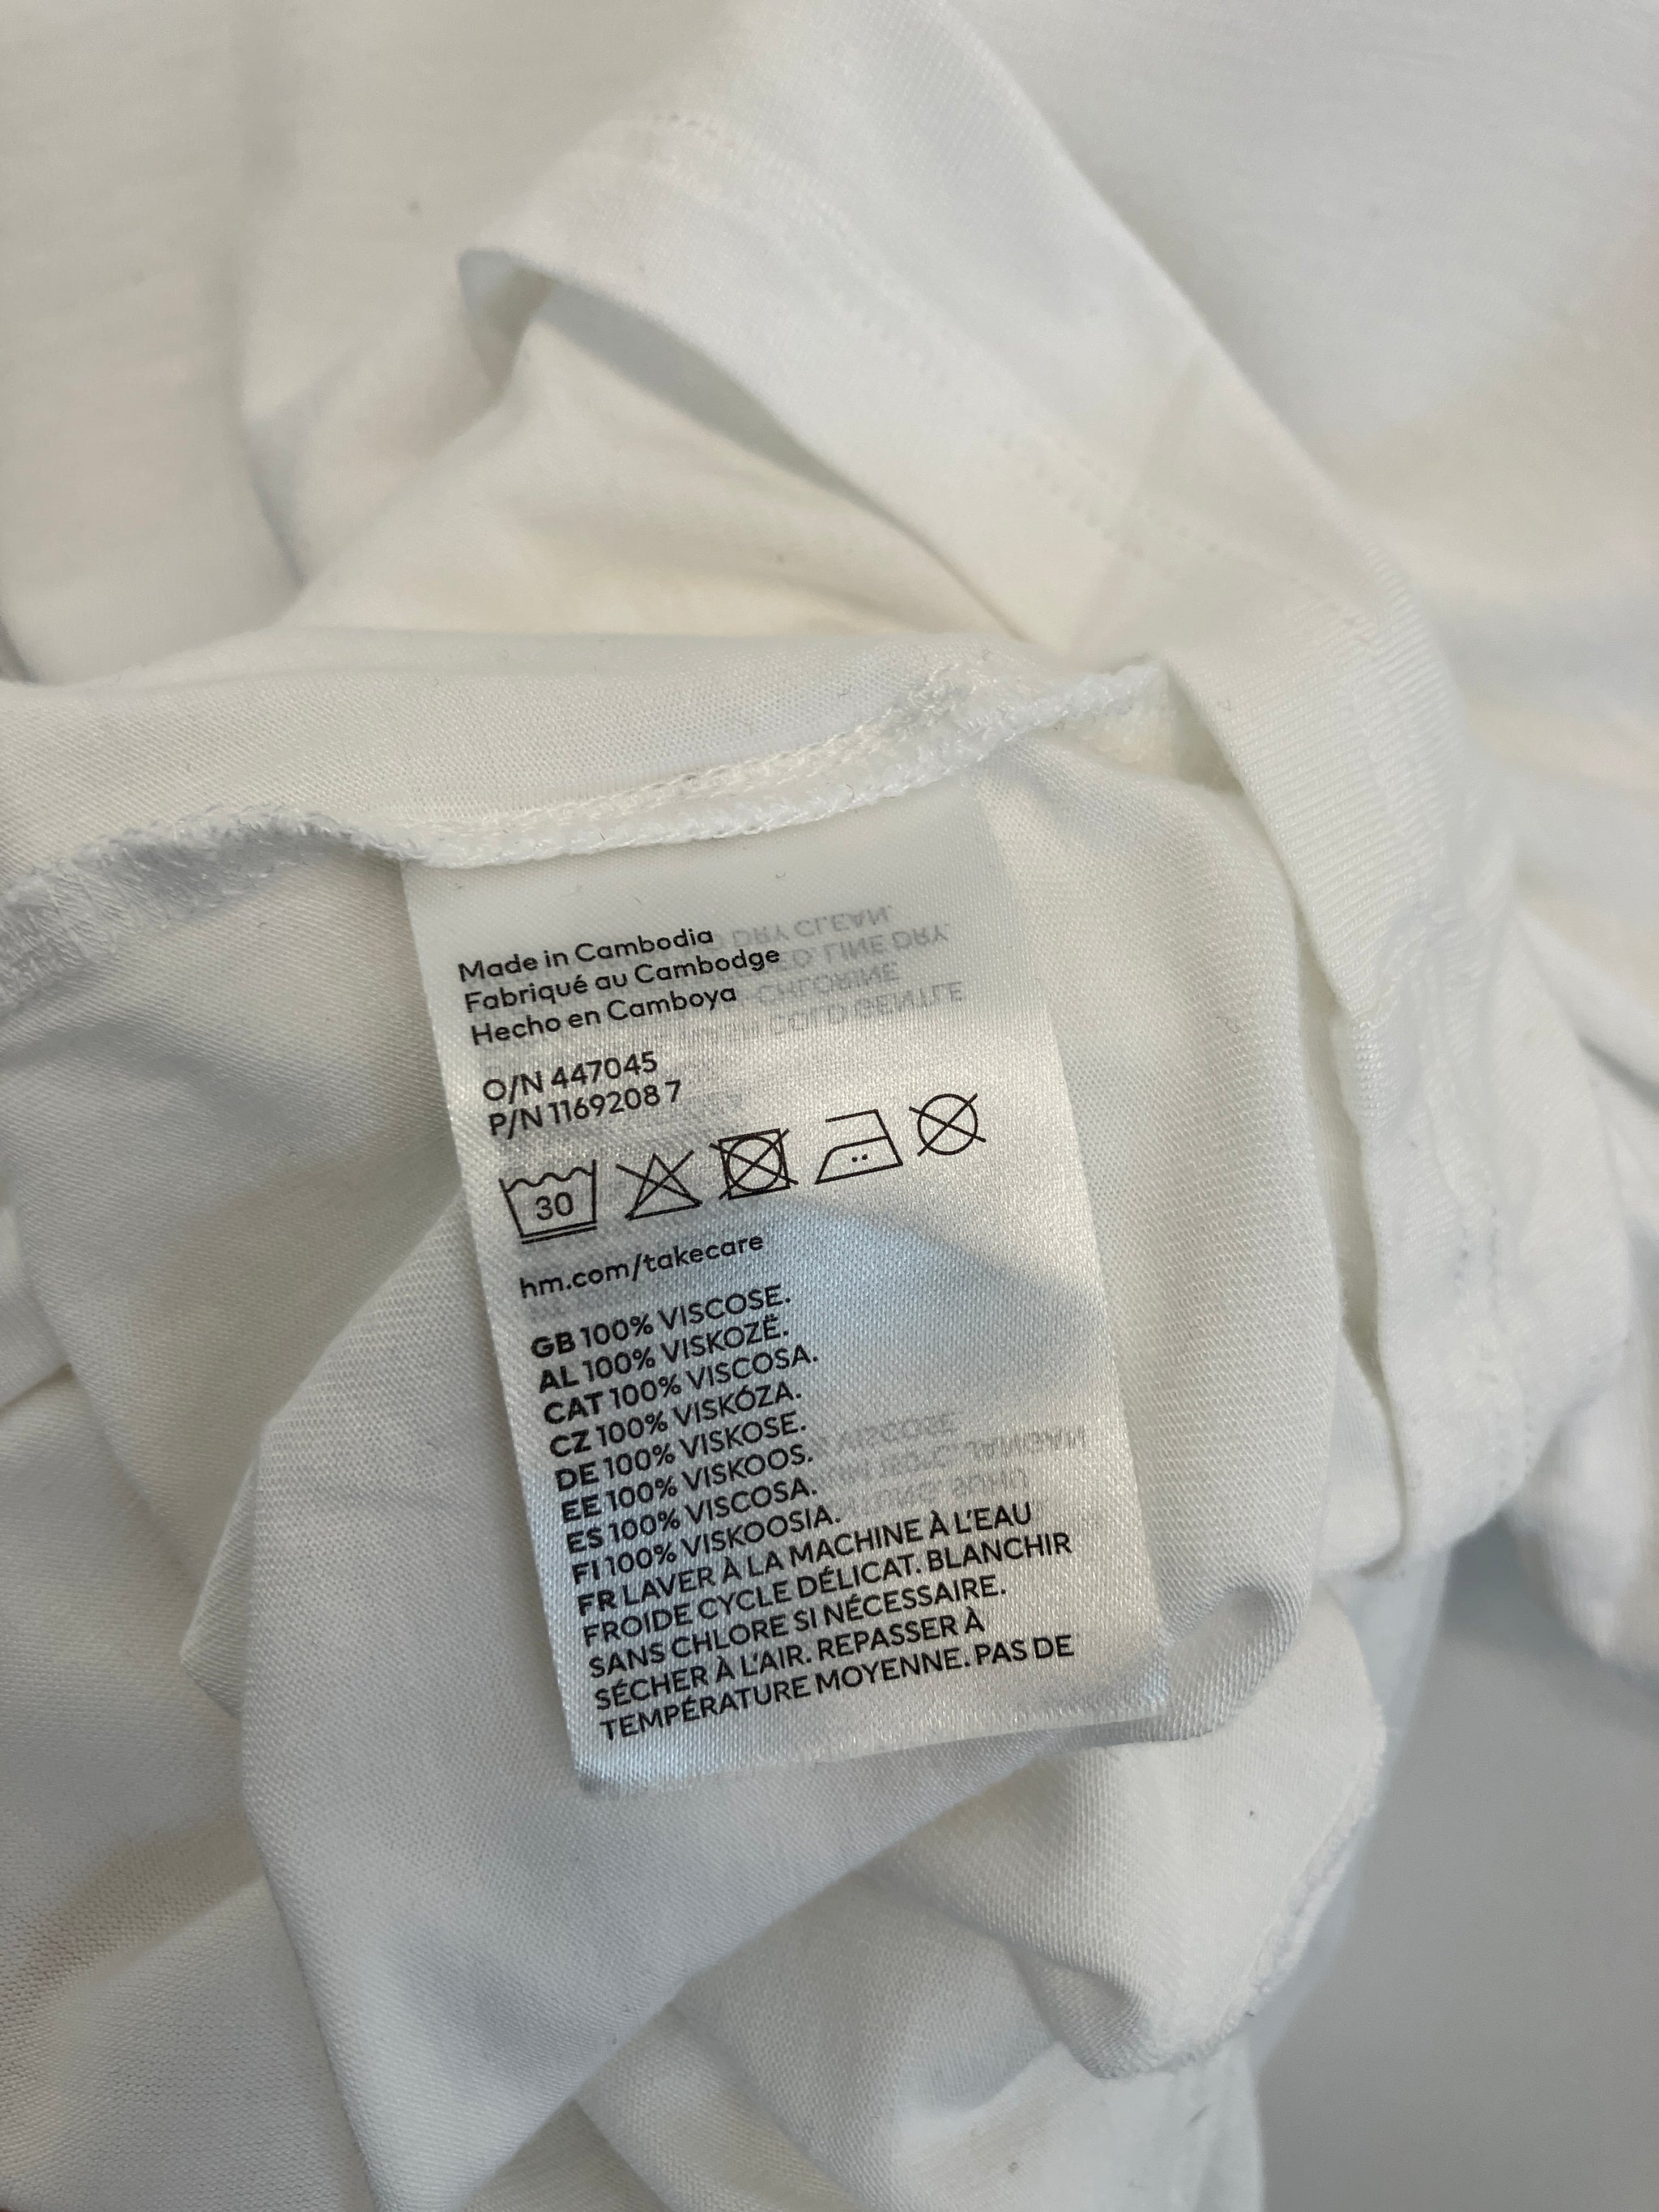 Made in Cambodia
Fabriqué au Cambodge
Hecho en Camboya
O/N 447045
P/N 1169208 7
30
hm.com/takecare
GB 100% VISCOSE.
AL 100% VISKOZË.
CAT 100% VISCOSA.
CZ 100% VISKÓZA.
DE 100% VISKOSE.
EE 100% VISKOOS.
ES 100% VISCOSA.
FI 100% VISKOOSIA.
FR LAVER À LA MACHINE À L'EAU
FROIDE CYCLE DÉLICAT. BLANCHIR
SANS CHLORE SI NÉCESSAIRE.
SÉCHER À L'AIR. REPASSER À
TEMPÉRATURE MOYENNE. PAS DE